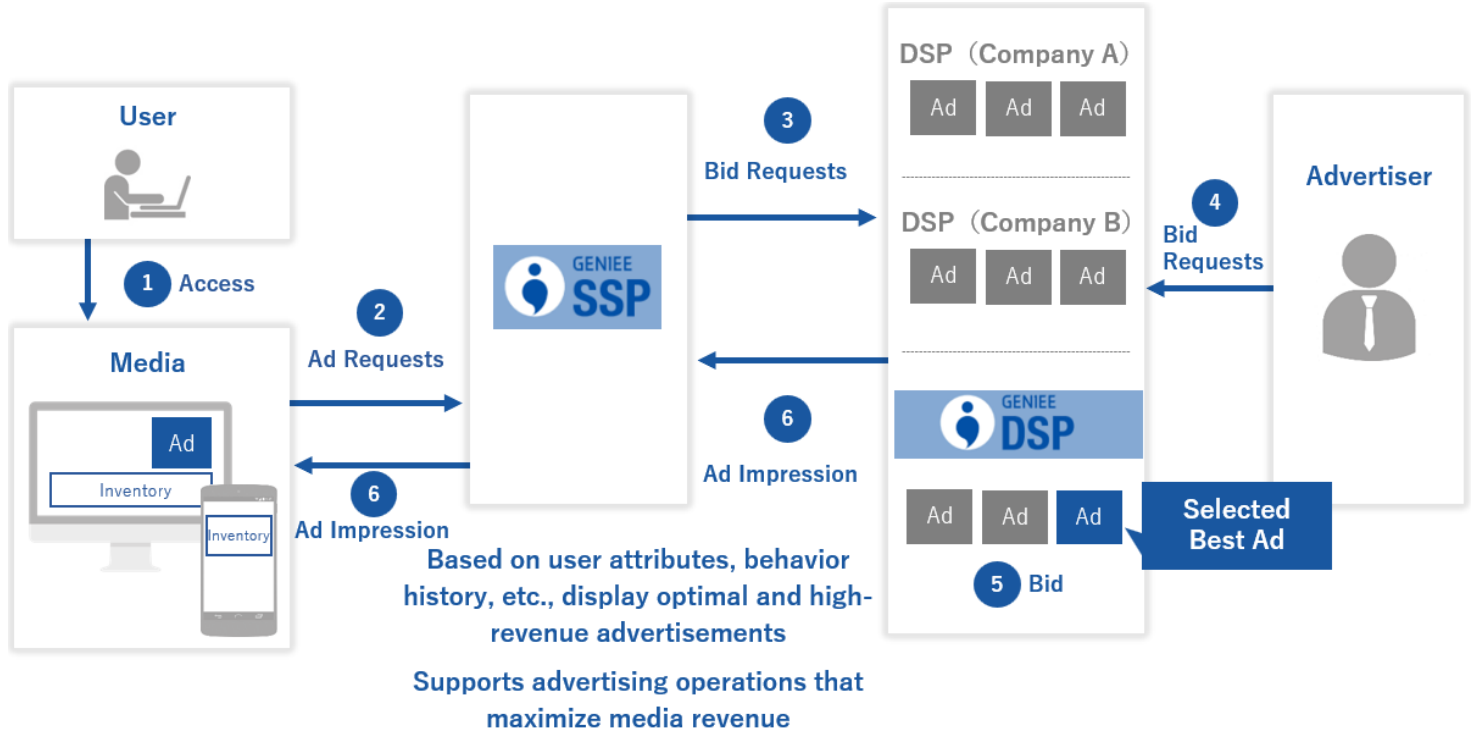 User
1 Access
Media
Ad
Inventory
Inventory
2
Ad Requests
6
Ad Impression
GENIEE
SSP
3
Bid Requests
6
Ad Impression
Based on user attributes, behavior
history, etc., display optimal and high-
revenue advertisements
Supports advertising operations that
maximize media revenue
DSP（Company A）
Ad Ad Ad
DSP（Company B）
Ad Ad Ad
GENIEE
DSP
Ad Ad Ad
5 Bid
Selected
Best Ad
4
Bid
Requests
Advertiser